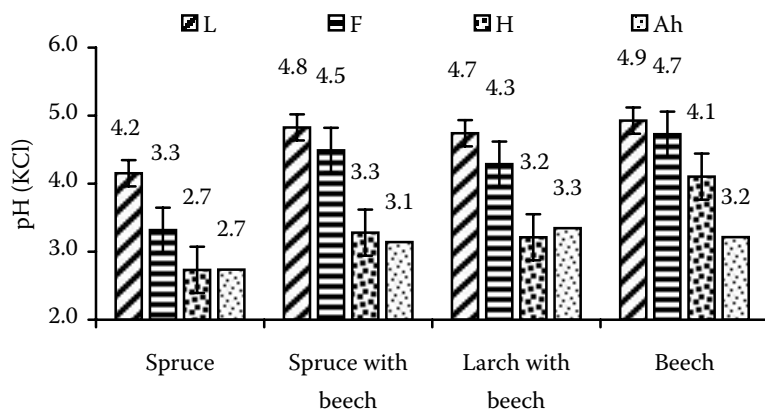 L F H Ah
6.0
5.0
4.0
3.0
2.0
pH (KCl)
4.2 3.3 2.7 2.7
4.8 4.5 3.3 3.1
4.7 4.3 3.2 3.3
4.9 4.7 4.1 3.2
Spruce
Spruce with
beech
Larch with
beech
Beech